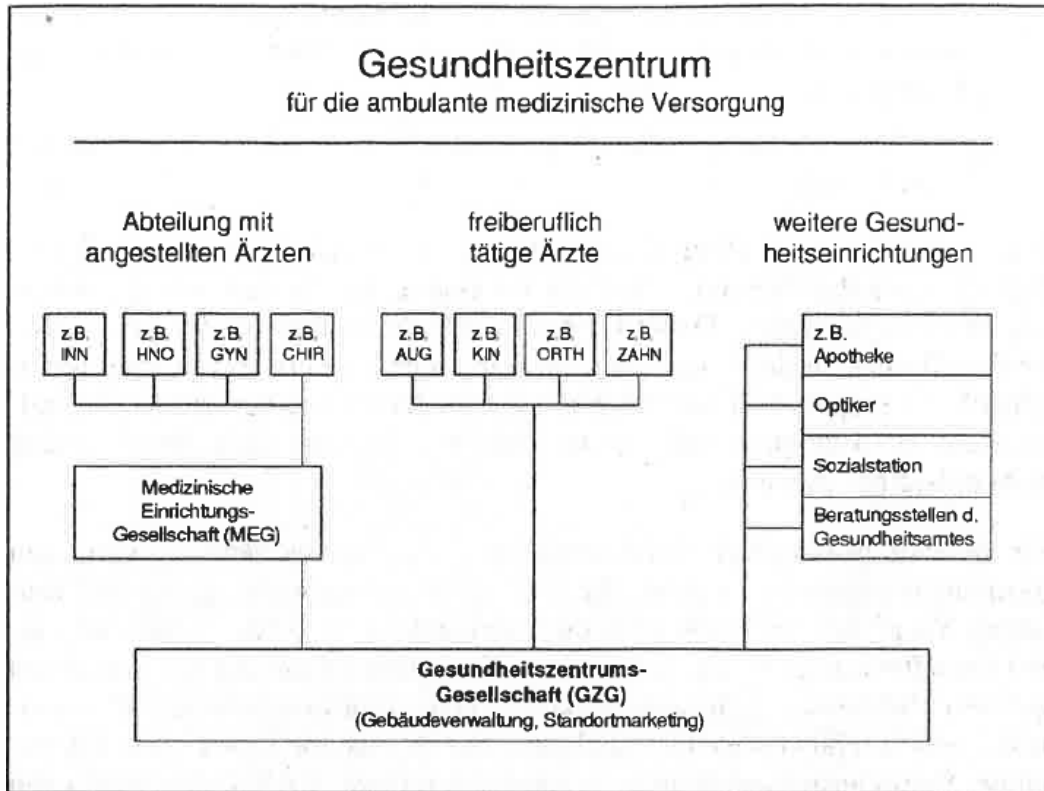 Gesundheitszentrum
für die ambulante medizinische Versorgung
Abteilung mit
angestellten Ärzten
freiberuflich
tätige Ärzte
weitere Gesund-
heitseinrichtungen
z.B.
INN
z.B.
HNO
z.B.
GYN
z.B.
CHIR
z.B.
AUG
z.B.
KIN
z.B.
ORTH
z.B.
ZAHN
z.B.
Apotheke
Optiker
Sozialstation
Beratungsstellen d.
Gesundheitsamtes
Medizinische
Einrichtungs-
Gesellschaft (MEG)
Gesundheitszentrums-
Gesellschaft (GZG)
(Gebäudeverwaltung, Standortmarketing)